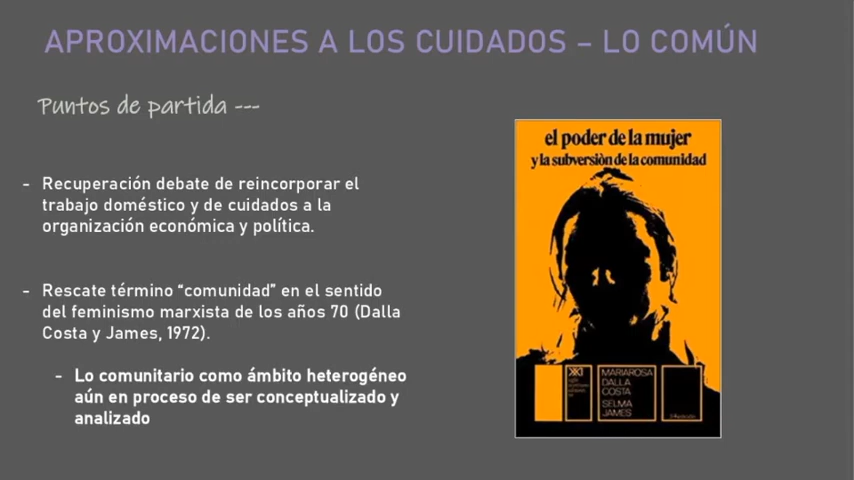 APROXIMACIONES A LOS CUIDADOS – LO COMÚN
Puntos de partida ---
- Recuperación debate de reincorporar el
trabajo doméstico y de cuidados a la
organización económica y política.
- Rescate término “comunidad” en el sentido
del feminismo marxista de los años 70 (Dalla
Costa y James, 1972).
- Lo comunitario como ámbito heterogéneo
aún en proceso de ser conceptualizado y
analizado
el poder de la mujer
y la subversiòn de la comunidad
MARIAROSA
DALLA
COSTA
SELMA
JAMES